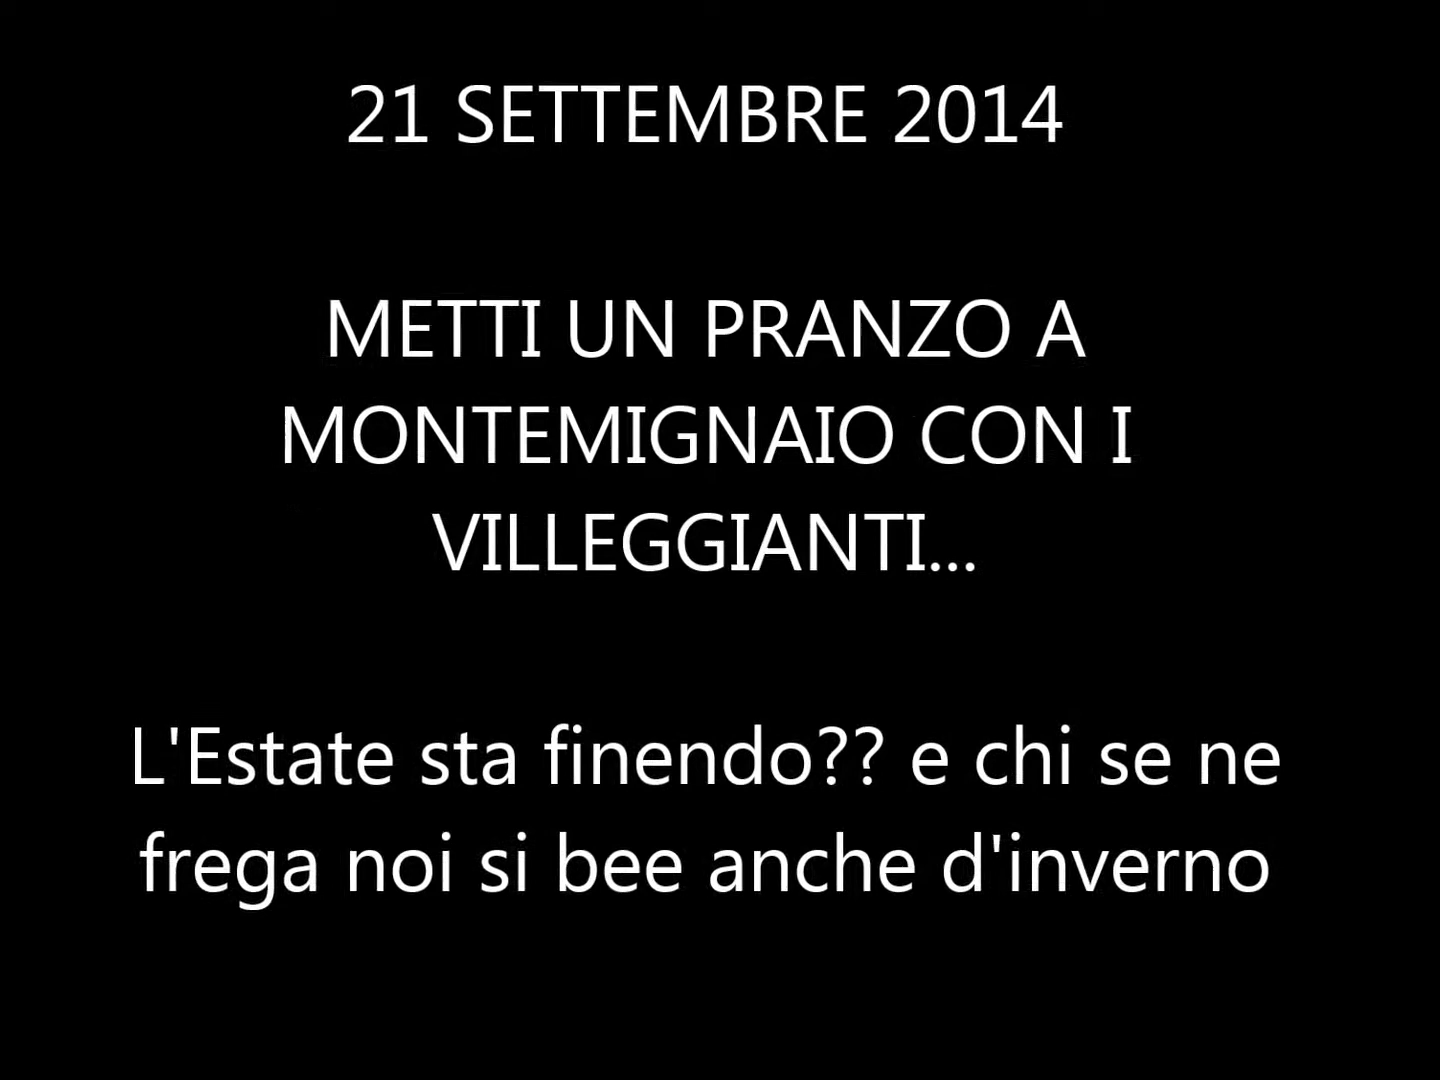 21 SETTEMBRE 2014
METTI UN PRANZO A
MONTEMIGNAIO CON I
VILLEGGIANTI...
L'Estate sta finendo?? e chi se ne
frega noi si bee anche d'inverno